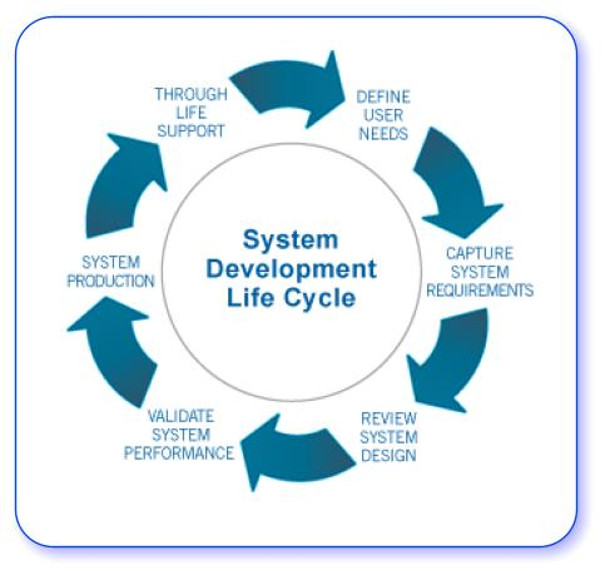 System
Development
Life Cycle
DEFINE
USER
NEEDS
CAPTURE
SYSTEM
REQUIREMENTS
REVIEW
SYSTEM
DESIGN
VALIDATE
SYSTEM
PERFORMANCE
SYSTEM
PRODUCTION
THROUGH
LIFE
SUPPORT